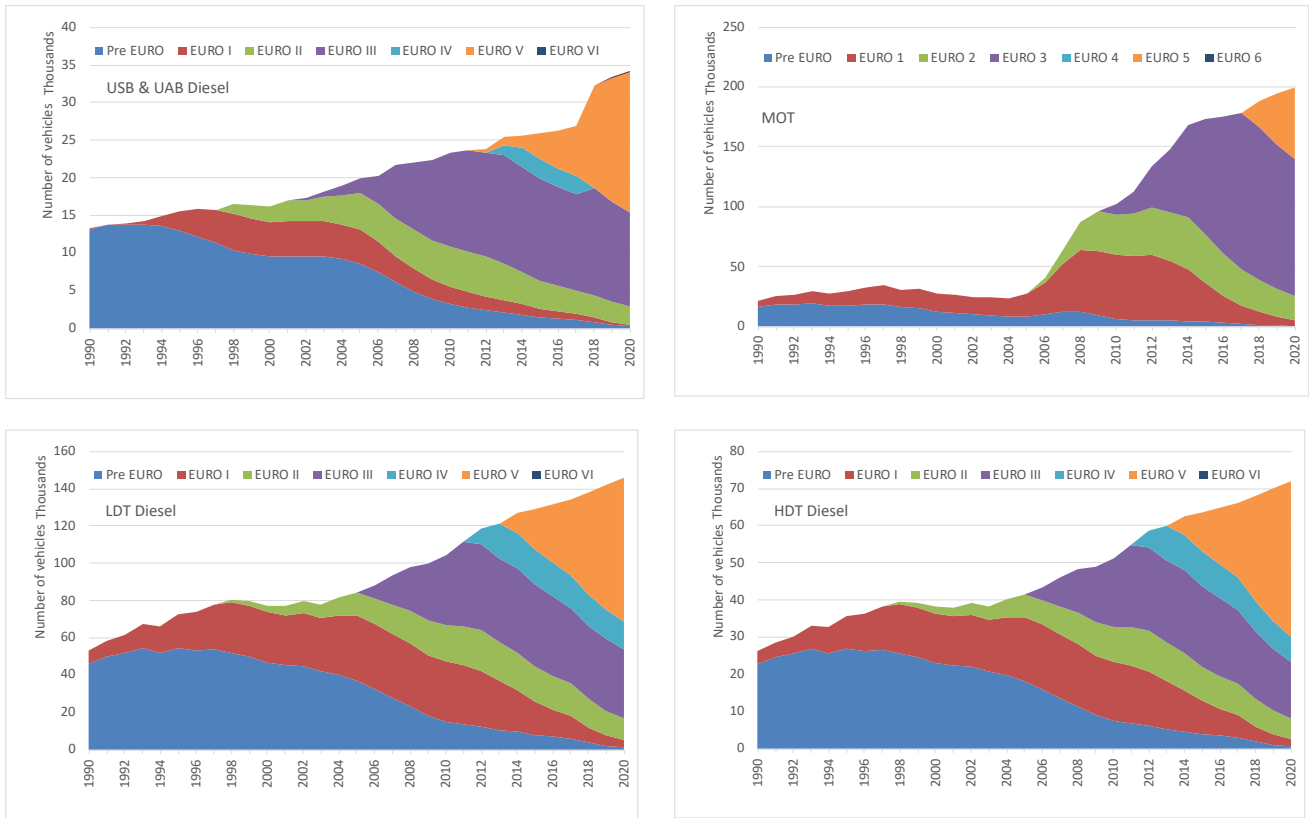 40
35
30
25
20
15
10
5
0
Number of vehicles Thousands
Pre EURO EURO I EURO II EURO III EURO IV EURO V EURO VI
USB & UAB Diesel
1990 1992 1994 1996 1998 2000 2002 2004 2006 2008 2010 2012 2014 2016 2018 2020
250
200
150
100
50
0
Number of vehicles Thousands
Pre EURO EURO 1 EURO 2 EURO 3 EURO 4 EURO 5 EURO 6
MOT
1990 1992 1994 1996 1998 2000 2002 2004 2006 2008 2010 2012 2014 2016 2018 2020
160
140
120
100
80
60
40
20
0
Number of vehicles Thousands
Pre EURO EURO I EURO II EURO III EURO IV EURO V EURO VI
LDT Diesel
1990 1992 1994 1996 1998 2000 2002 2004 2006 2008 2010 2012 2014 2016 2018 2020
80
70
60
50
40
30
20
10
0
Number of vehicles Thousands
Pre EURO EURO I EURO II EURO III EURO IV EURO V EURO VI
HDT Diesel
1990 1992 1994 1996 1998 2000 2002 2004 2006 2008 2010 2012 2014 2016 2018 2020